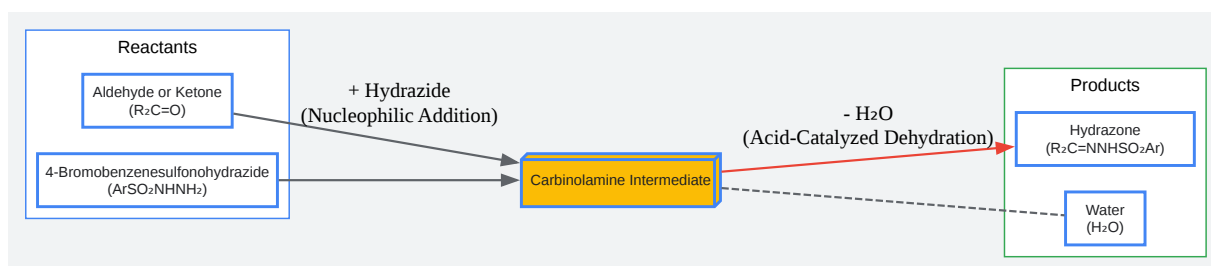 Reactants
Aldehyde or Ketone
(R₂C=O)
4-Bromobenzenesulfonohydrazide
(ArSO₂NHNH₂)
+ Hydrazide
(Nucleophilic Addition)
Carbinolamine Intermediate
- H₂O
(Acid-Catalyzed Dehydration)
Products
Hydrazone
(R₂C=NNHSO₂Ar)
Water
(H₂O)